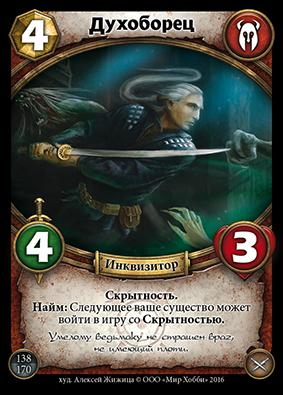 4
Духоборец
4
3
Инквизитор
Скрытность.
Найм: Следующее ваше существо может
войти в игру со Скрытностью.
Умелому ведьмаку не страшен враг,
не имеющий плоти.
138
170
худ. Алексей Жижица © ООО «Мир Хобби» 2016